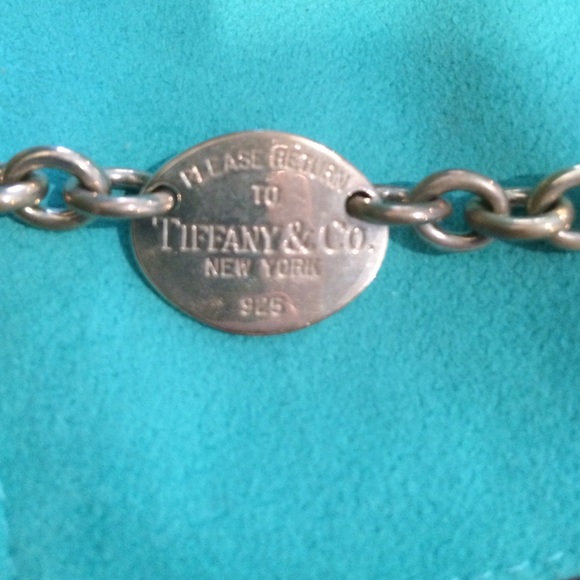 PLEASE RETURN
TO
TIFFANY & CO.
NEW YORK
925